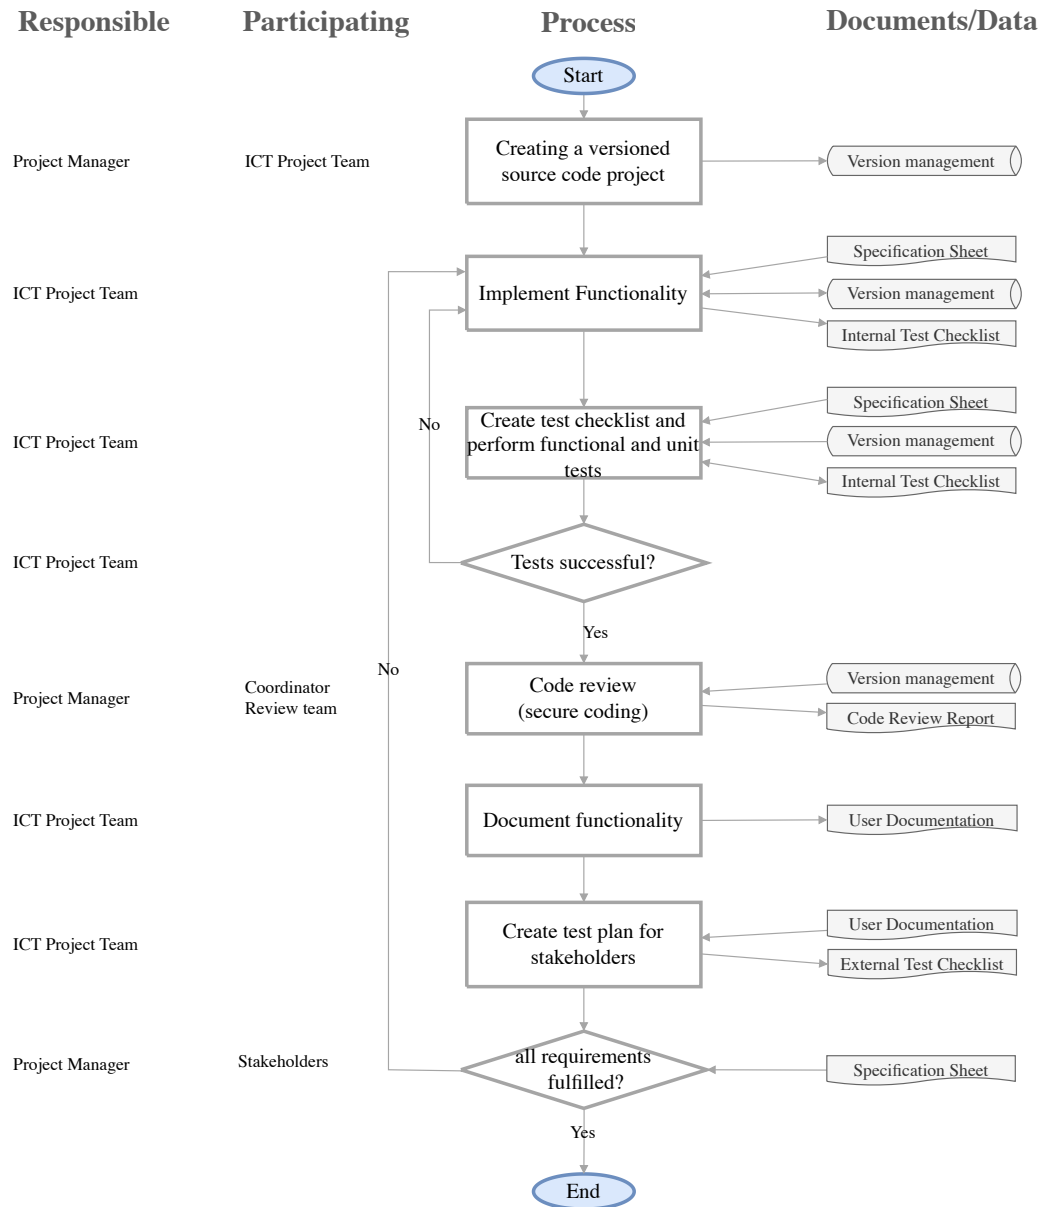 Responsible
Participating
Process
Documents/Data
Start
Project Manager
ICT Project Team
Creating a versioned
source code project
Version management
ICT Project Team
Implement Functionality
Specification Sheet
Version management
Internal Test Checklist
ICT Project Team
No
Create test checklist and
perform functional and unit
tests
Specification Sheet
Version management
Internal Test Checklist
ICT Project Team
Tests successful?
Yes
No
Project Manager
Coordinator
Review team
Code review
(secure coding)
Version management
Code Review Report
ICT Project Team
Document functionality
User Documentation
ICT Project Team
Create test plan for
stakeholders
User Documentation
External Test Checklist
Project Manager
Stakeholders
all requirements
fulfilled?
Specification Sheet
Yes
End